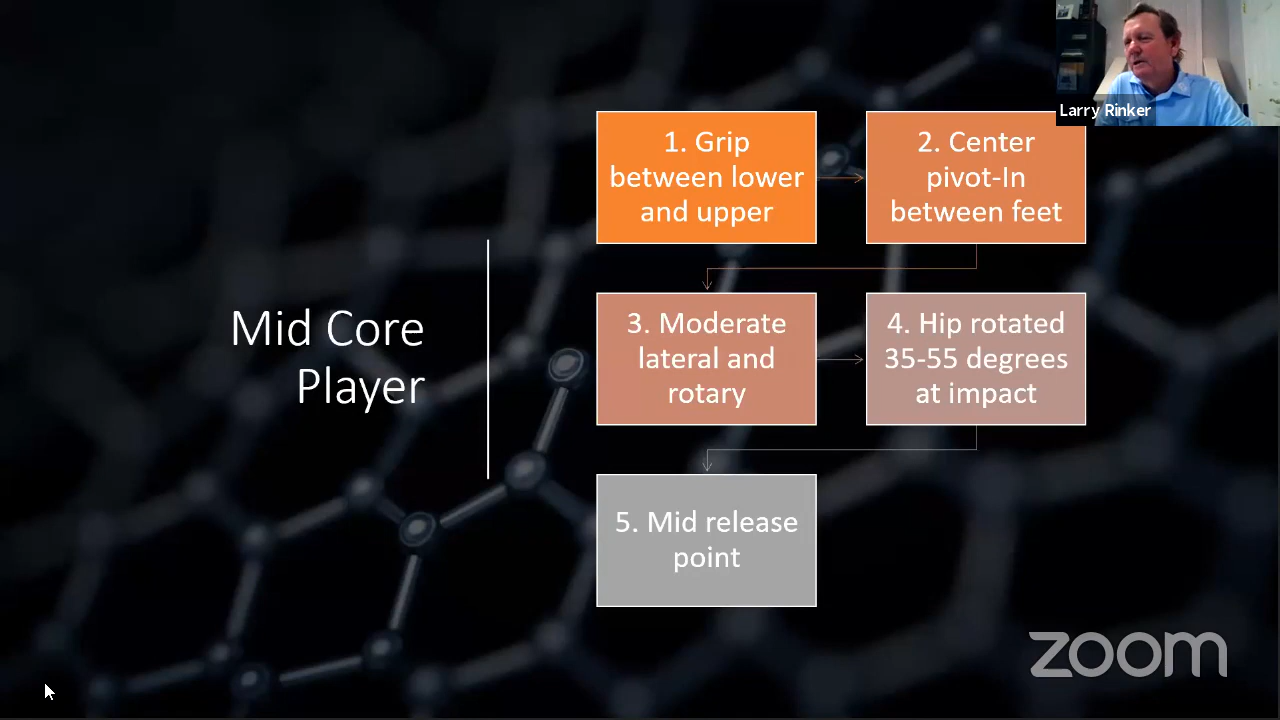 Larry Rinker
Mid Core
Player
1. Grip
between lower
and upper
2. Center
pivot-In
between feet
3. Moderate
lateral and
rotary
4. Hip rotated
35-55 degrees
at impact
5. Mid release
point
zoom